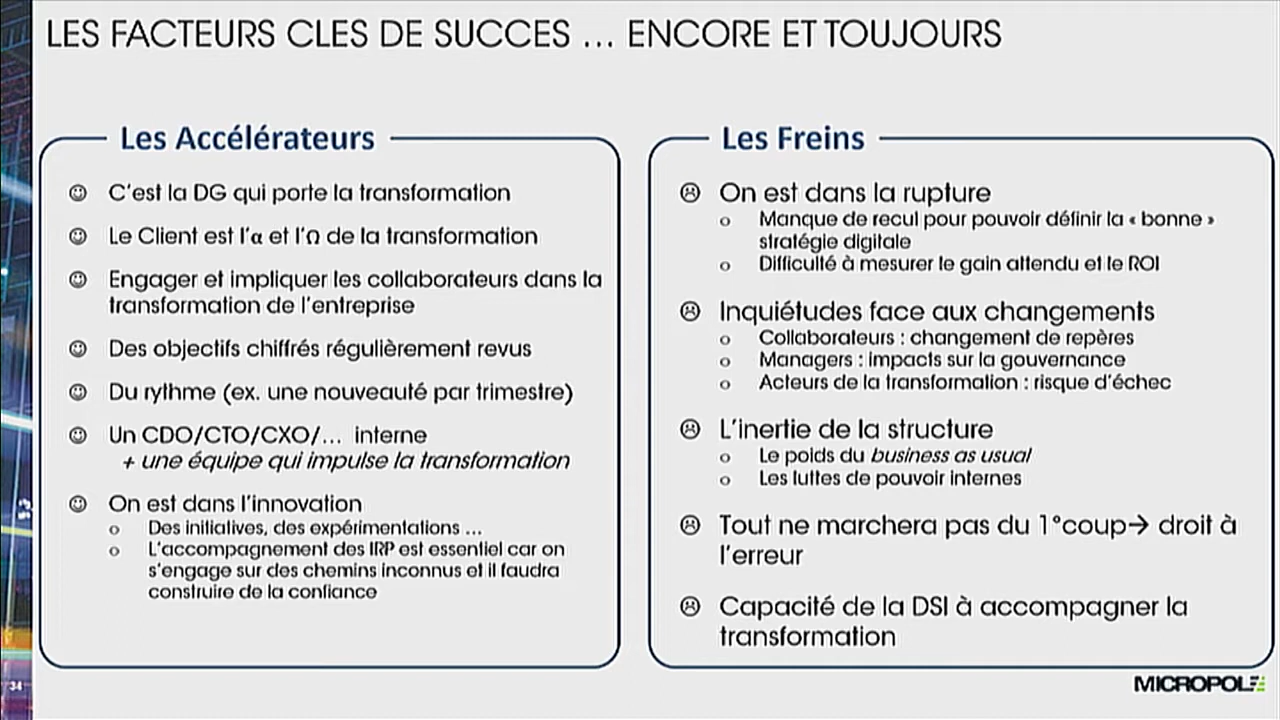 LES FACTEURS CLES DE SUCCES ... ENCORE ET TOUJOURS
Les Accélérateurs
C'est la DG qui porte la transformation
Le Client est l'α et l'Ω de la transformation
Engager et impliquer les collaborateurs dans la
transformation de l'entreprise
Des objectifs chiffrés régulièrement revus
Du rythme (ex. une nouveauté par trimestre)
Un CDO/CTO/CXO/... interne
+ une équipe qui impulse la transformation
On est dans l'innovation
o Des initiatives, des expérimentations ...
o L'accompagnement des IRP est essentiel car on
s'engage sur des chemins inconnus et il faudra
construire de la confiance
Les Freins
On est dans la rupture
o Manque de recul pour pouvoir définir la « bonne »
stratégie digitale
o Difficulté à mesurer le gain attendu et le ROI
Inquiétudes face aux changements
o Collaborateurs : changement de repères
o Managers : impacts sur la gouvernance
o Acteurs de la transformation : risque d'échec
L'inertie de la structure
o Le poids du business as usual
o Les luttes de pouvoir internes
Tout ne marchera pas du 1°coup→ droit à
l'erreur
Capacité de la DSI à accompagner la
transformation
34
MICROPOLE